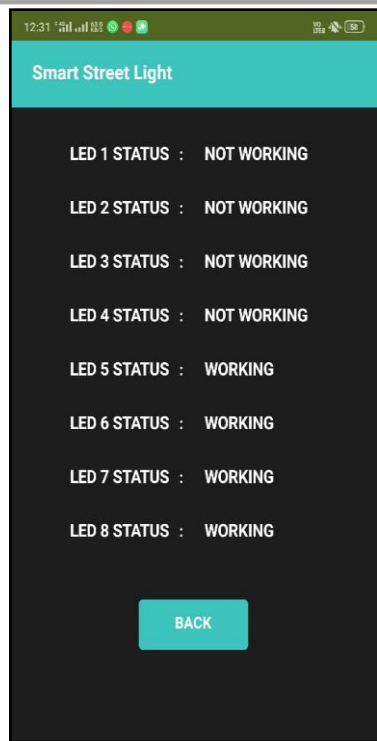 12:31
58
Smart Street Light
LED 1 STATUS : NOT WORKING
LED 2 STATUS : NOT WORKING
LED 3 STATUS : NOT WORKING
LED 4 STATUS : NOT WORKING
LED 5 STATUS : WORKING
LED 6 STATUS : WORKING
LED 7 STATUS : WORKING
LED 8 STATUS : WORKING
BACK